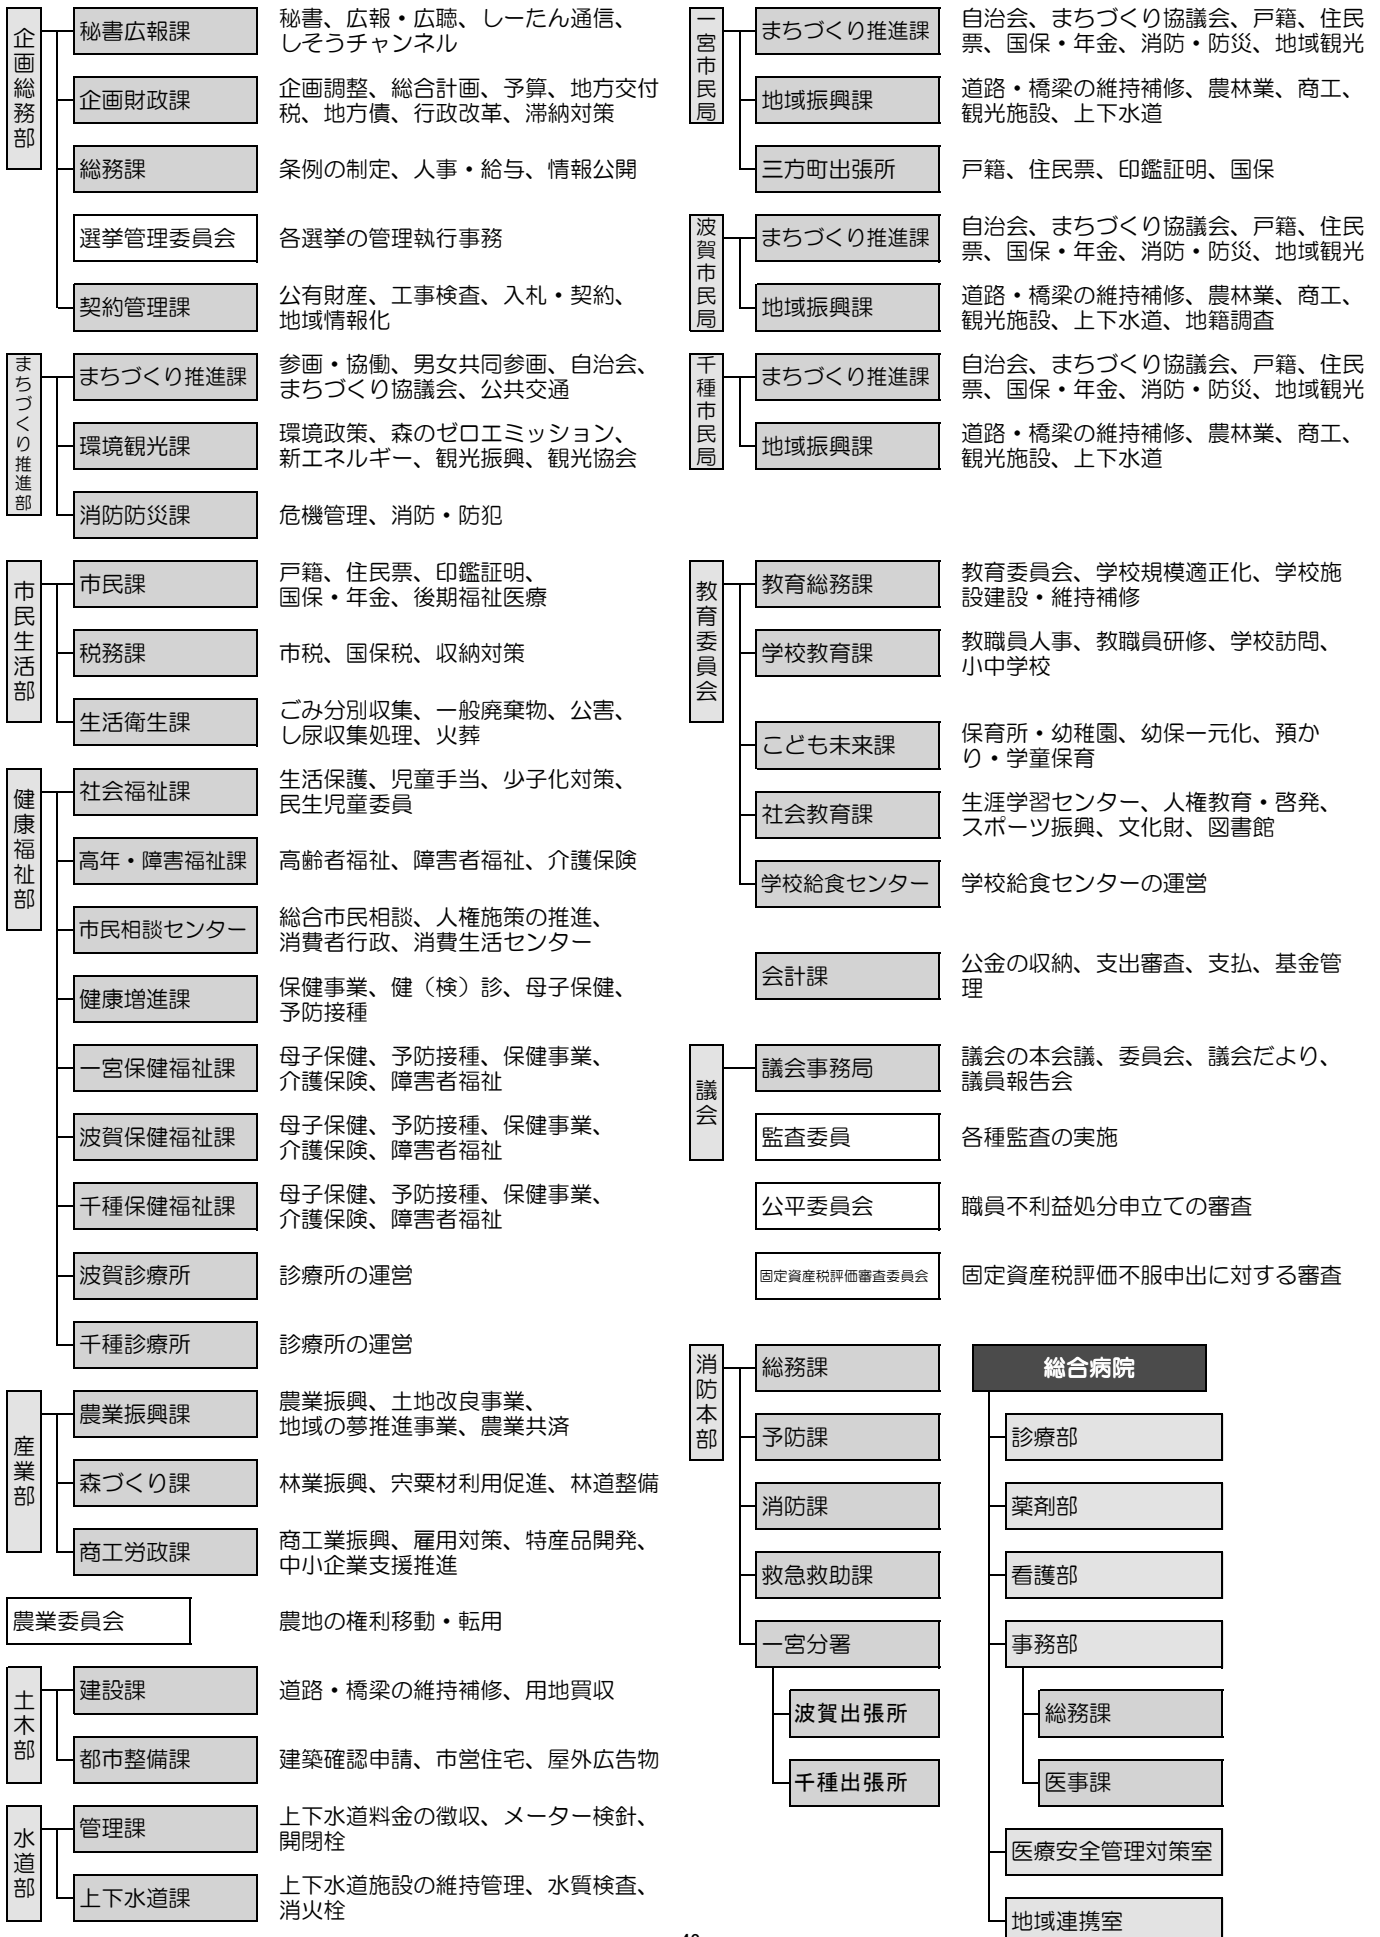 企画総務部
秘書広報課
秘書、広報・広聴、しーたん通信、
しそうチャンネル
企画財政課
企画調整、総合計画、予算、地方交付
税、地方債、行政改革、滞納対策
総務課
条例の制定、人事・給与、情報公開
選挙管理委員会
各選挙の管理執行事務
契約管理課
公有財産、工事検査、入札・契約、
地域情報化
まちづくり推進部
まちづくり推進課
参画・協働、男女共同参画、自治会、
まちづくり協議会、公共交通
環境観光課
環境政策、森のゼロエミッション、
新エネルギー、観光振興、観光協会
消防防災課
危機管理、消防・防犯
市民生活部
市民課
戸籍、住民票、印鑑証明、
国保・年金、後期福祉医療
税務課
市税、国保税、収納対策
生活衛生課
ごみ分別収集、一般廃棄物、公害、
し尿収集処理、火葬
健康福祉部
社会福祉課
生活保護、児童手当、少子化対策、
民生児童委員
高年・障害福祉課
高齢者福祉、障害者福祉、介護保険
市民相談センター
総合市民相談、人権施策の推進、
消費者行政、消費生活センター
健康増進課
保健事業、健（検）診、母子保健、
予防接種
一宮保健福祉課
母子保健、予防接種、保健事業、
介護保険、障害者福祉
波賀保健福祉課
母子保健、予防接種、保健事業、
介護保険、障害者福祉
千種保健福祉課
母子保健、予防接種、保健事業、
介護保険、障害者福祉
波賀診療所
診療所の運営
千種診療所
診療所の運営
産業部
農業振興課
農業振興、土地改良事業、
地域の夢推進事業、農業共済
森づくり課
林業振興、宍粟材利用促進、林道整備
商工労政課
商工業振興、雇用対策、特産品開発、
中小企業支援推進
農業委員会
農地の権利移動・転用
土木部
建設課
道路・橋梁の維持補修、用地買収
都市整備課
建築確認申請、市営住宅、屋外広告物
水道部
管理課
上下水道料金の徴収、メーター検針、
開閉栓
上下水道課
上下水道施設の維持管理、水質検査、
消火栓
一宮市民局
まちづくり推進課
自治会、まちづくり協議会、戸籍、住民
票、国保・年金、消防・防災、地域観光
地域振興課
道路・橋梁の維持補修、農林業、商工、
観光施設、上下水道
三方町出張所
戸籍、住民票、印鑑証明、国保
波賀市民局
まちづくり推進課
自治会、まちづくり協議会、戸籍、住民
票、国保・年金、消防・防災、地域観光
地域振興課
道路・橋梁の維持補修、農林業、商工、
観光施設、上下水道、地籍調査
千種市民局
まちづくり推進課
自治会、まちづくり協議会、戸籍、住民
票、国保・年金、消防・防災、地域観光
地域振興課
道路・橋梁の維持補修、農林業、商工、
観光施設、上下水道
教育委員会
教育総務課
教育委員会、学校規模適正化、学校施
設建設・維持補修
学校教育課
教職員人事、教職員研修、学校訪問、
小中学校
こども未来課
保育所・幼稚園、幼保一元化、預か
り・学童保育
社会教育課
生涯学習センター、人権教育・啓発、
スポーツ振興、文化財、図書館
学校給食センター
学校給食センターの運営
会計課
公金の収納、支出審査、支払、基金管
理
議会
議会事務局
議会の本会議、委員会、議会だより、
議員報告会
監査委員
各種監査の実施
公平委員会
職員不利益処分申立ての審査
固定資産税評価審査委員会
固定資産税評価不服申出に対する審査
消防本部
総務課
予防課
消防課
救急救助課
一宮分署
波賀出張所
千種出張所
総合病院
診療部
薬剤部
看護部
事務部
総務課
医事課
医療安全管理対策室
地域連携室